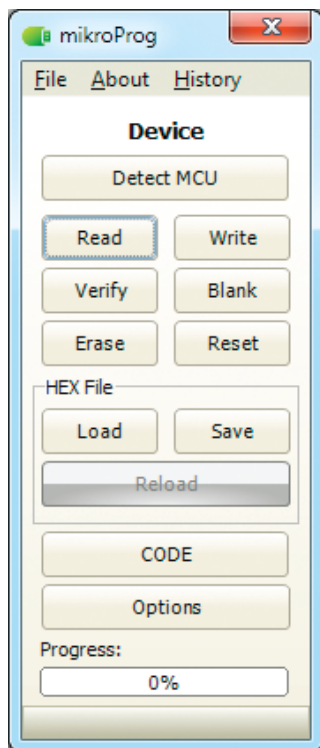 mikroProg
File About History
Device
Detect MCU
Read Write
Verify Blank
Erase Reset
HEX File
Load Save
Reload
CODE
Options
Progress:
0%